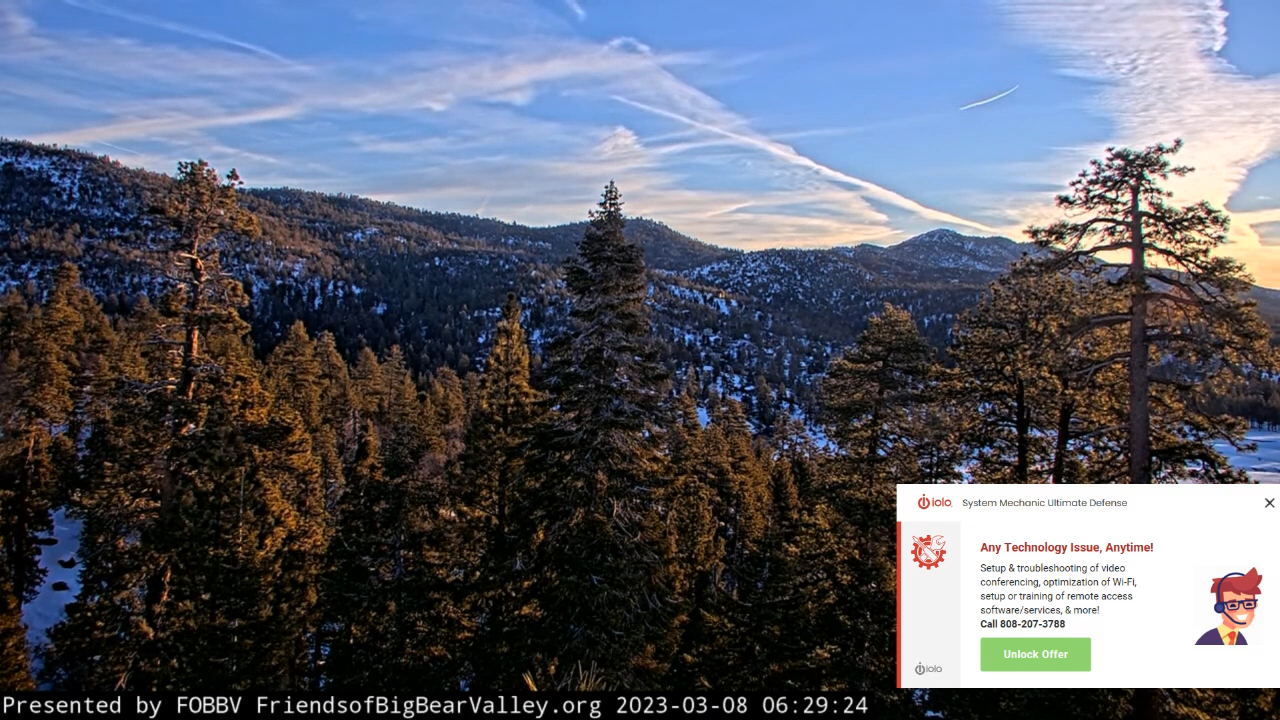 iolo System Mechanic Ultimate Defense
Any Technology Issue, Anytime!
Setup & troubleshooting of video
conferencing, optimization of Wi-Fi,
setup or training of remote access
software/services, & more!
Call 808-207-3788
Unlock Offer
iolo
Presented by FOBBV FriendsofBigBearValley.org 2023-03-08 06:29:24